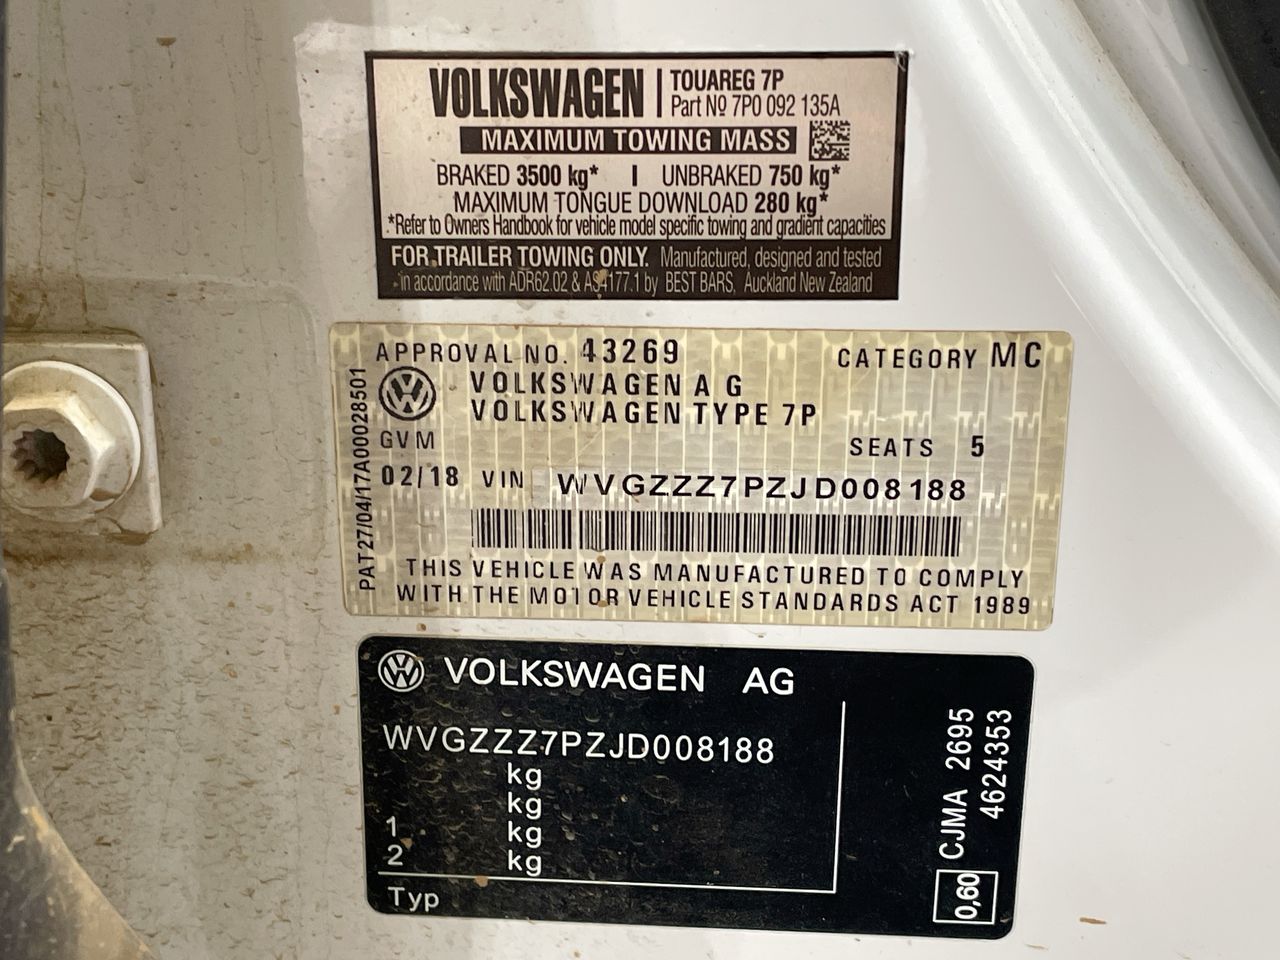 VOLKSWAGEN | TOUAREG 7P
Part Nº 7P0 092 135A
MAXIMUM TOWING MASS
BRAKED 3500 kg* | UNBRAKED 750 kg*
MAXIMUM TONGUE DOWNLOAD 280 kg*
*Refer to Owners Handbook for vehicle model specific towing and gradient capacities
FOR TRAILER TOWING ONLY. Manufactured, designed and tested
in accordance with ADR62.02 & AS4177.1 by BEST BARS, Auckland New Zealand
APPROVAL NO. 43269 CATEGORY MC
VOLKSWAGEN AG
VOLKSWAGEN TYPE 7P
GVM SEATS 5
02/18 VIN WVGZZZ7PZJD008188
THIS VEHICLE WAS MANUFACTURED TO COMPLY
WITH THE MOTOR VEHICLE STANDARDS ACT 1989
PAT27/04/17A00028501
VOLKSWAGEN AG
WVGZZZ7PZJD008188
kg
kg
1 kg
2 kg
Typ
0,60 CJMA 2695
4624353